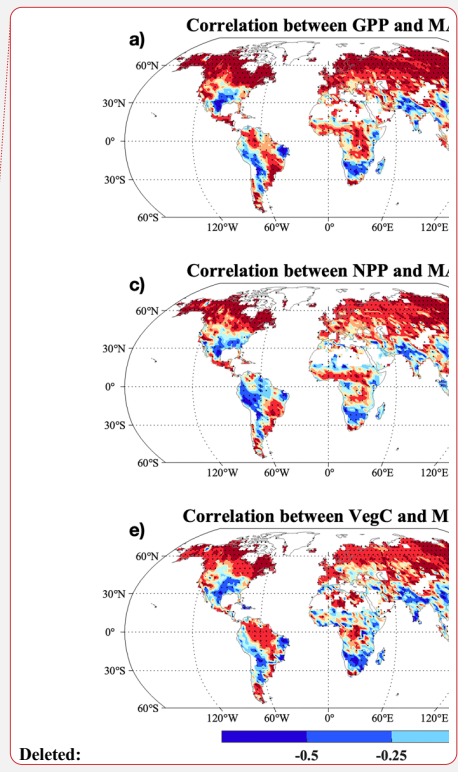 Correlation between GPP and MA
a)
60°N
30°N
0°
30°S
60°S
120°W 60°W 0° 60°E 120°E
Correlation between NPP and MA
c)
60°N
30°N
0°
30°S
60°S
120°W 60°W 0° 60°E 120°E
Correlation between VegC and M
e)
60°N
30°N
0°
30°S
60°S
120°W 60°W 0° 60°E 120°E
Deleted: -0.5 -0.25